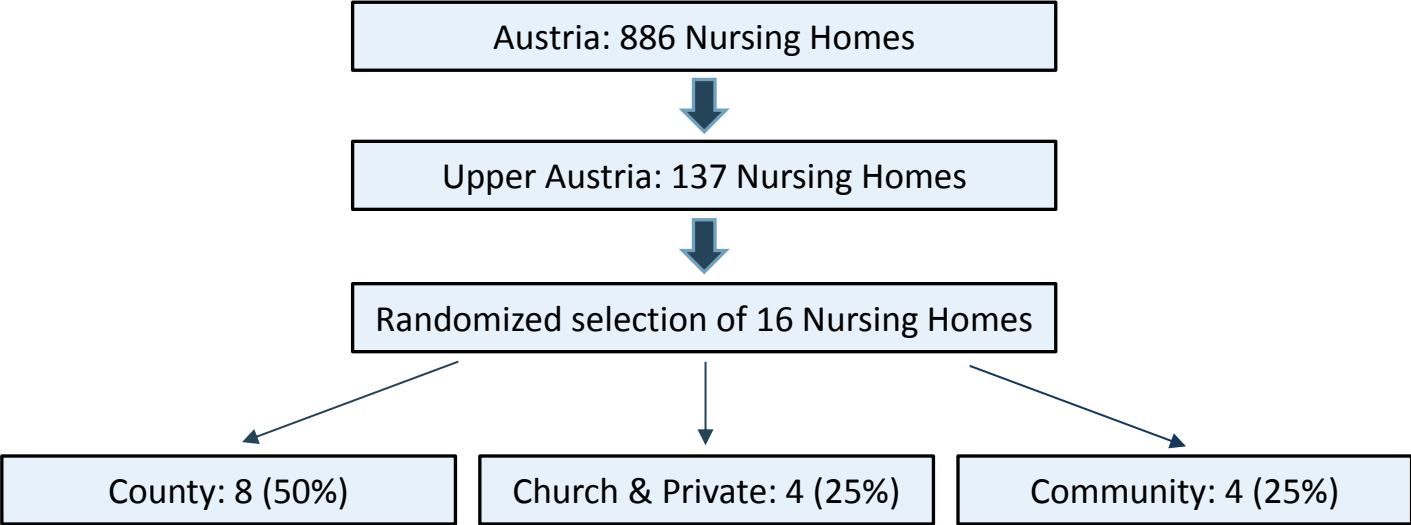 Austria: 886 Nursing Homes
Upper Austria: 137 Nursing Homes
Randomized selection of 16 Nursing Homes
County: 8 (50%)
Church & Private: 4 (25%)
Community: 4 (25%)